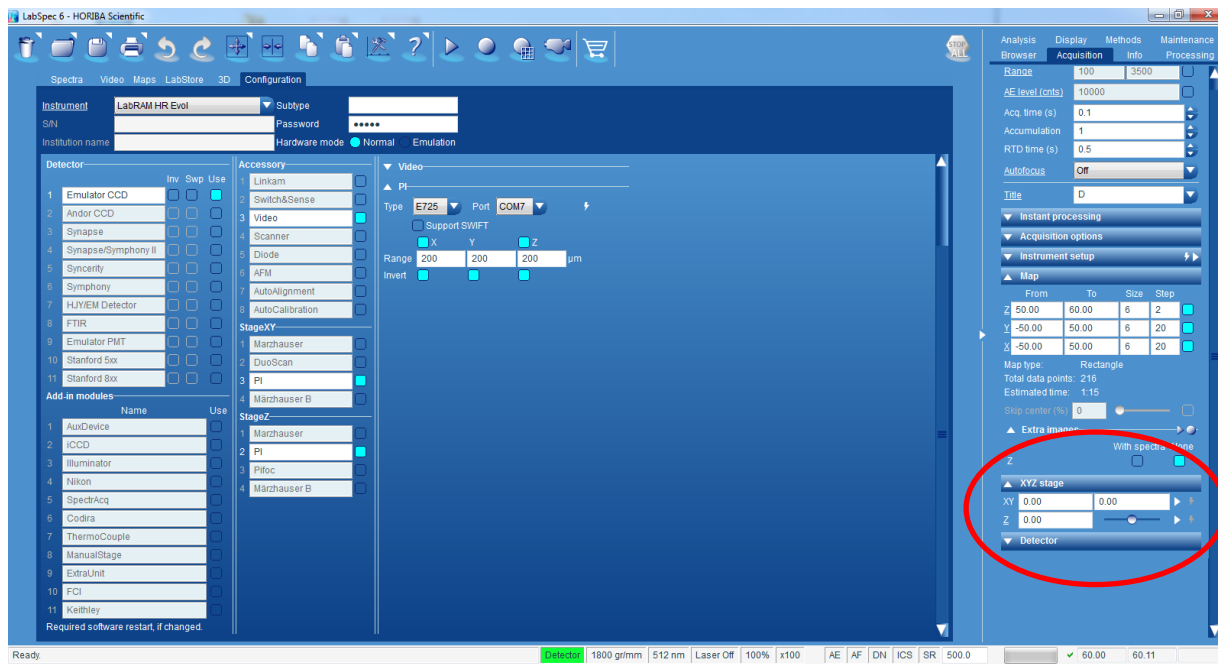 LabSpec 6 - HORIBA Scientific
STOP ALL
Spectra Video Maps LabStore 3D Configuration
Instrument LabRAM HR Evol Subtype
S/N Password •••••
Institution name Hardware mode Normal Emulation
Detector
Inv Swp Use
1 Emulator CCD
2 Andor CCD
3 Synapse
4 Synapse/Symphony II
5 Syncerity
6 Symphony
7 HJY/EM Detector
8 FTIR
9 Emulator PMT
10 Stanford 5xx
11 Stanford 8xx
Add-in modules
Name Use
1 AuxDevice
2 iCCD
3 Illuminator
4 Nikon
5 SpectrAcq
6 Codira
7 ThermoCouple
8 ManualStage
9 ExtraUnit
10 FCI
11 Keithley
Required software restart, if changed.
Accessory
1 Linkam
2 Switch&Sense
3 Video
4 Scanner
5 Diode
6 AFM
7 AutoAlignment
8 AutoCalibration
StageXY
1 Marzhauser
2 DuoScan
3 PI
4 Märzhauser B
StageZ
1 Marzhauser
2 PI
3 Pifoc
4 Märzhauser B
Video
PI
Type E725 Port COM7
Support SWIFT
X Y Z
Range 200 200 200 µm
Invert
Analysis Display Methods Maintenance
Browser Acquisition Info Processing
Range 100 3500
AE level (cnts) 10000
Acq. time (s) 0.1
Accumulation 1
RTD time (s) 0.5
Autofocus Off
Title D
Instant processing
Acquisition options
Instrument setup
Map
From To Size Step
Z 50.00 60.00 6 2
Y -50.00 50.00 6 20
X -50.00 50.00 6 20
Map type: Rectangle
Total data points: 216
Estimated time: 1:15
Skip center (%) 0
Extra images
With spectra None
Z
XYZ stage
XY 0.00 0.00
Z 0.00
Detector
Ready. Detector 1800 gr/mm 512 nm Laser Off 100% x100 AE AF DN ICS SR 500.0 60.00 60.11